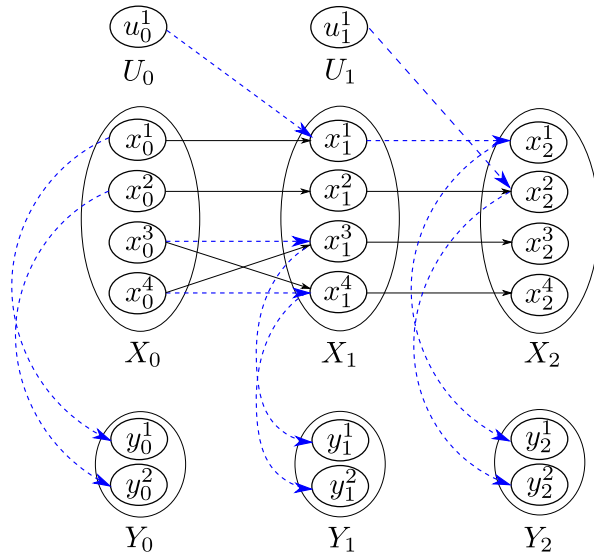 $u_0^1$ $u_1^1$
$U_0$ $U_1$
$x_0^1$ $x_1^1$ $x_2^1$
$x_0^2$ $x_1^2$ $x_2^2$
$x_0^3$ $x_1^3$ $x_2^3$
$x_0^4$ $x_1^4$ $x_2^4$
$X_0$ $X_1$ $X_2$
$y_0^1$ $y_1^1$ $y_2^1$
$y_0^2$ $y_1^2$ $y_2^2$
$Y_0$ $Y_1$ $Y_2$